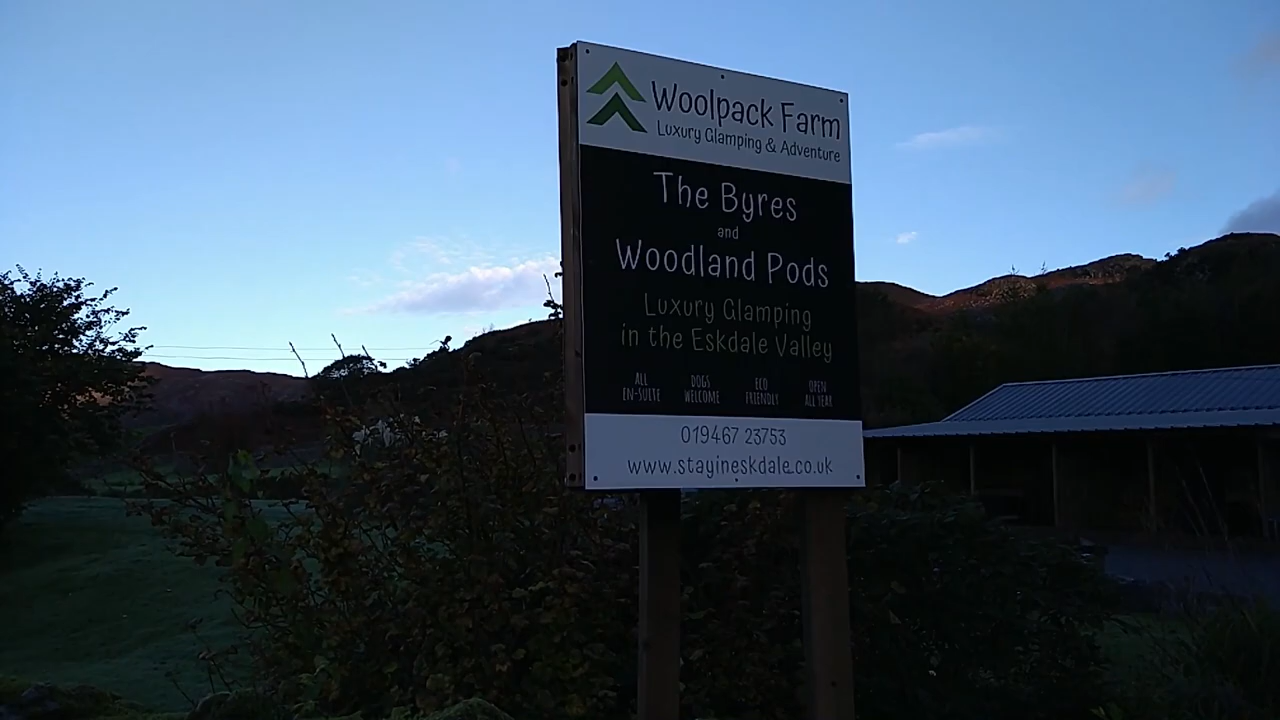 Woolpack Farm
Luxury Glamping & Adventure
The Byres
and
Woodland Pods
Luxury Glamping
in the Eskdale Valley
ALL EN-SUITE
DOGS WELCOME
ECO FRIENDLY
OPEN ALL YEAR
019467 23753
www.stayineskdale.co.uk